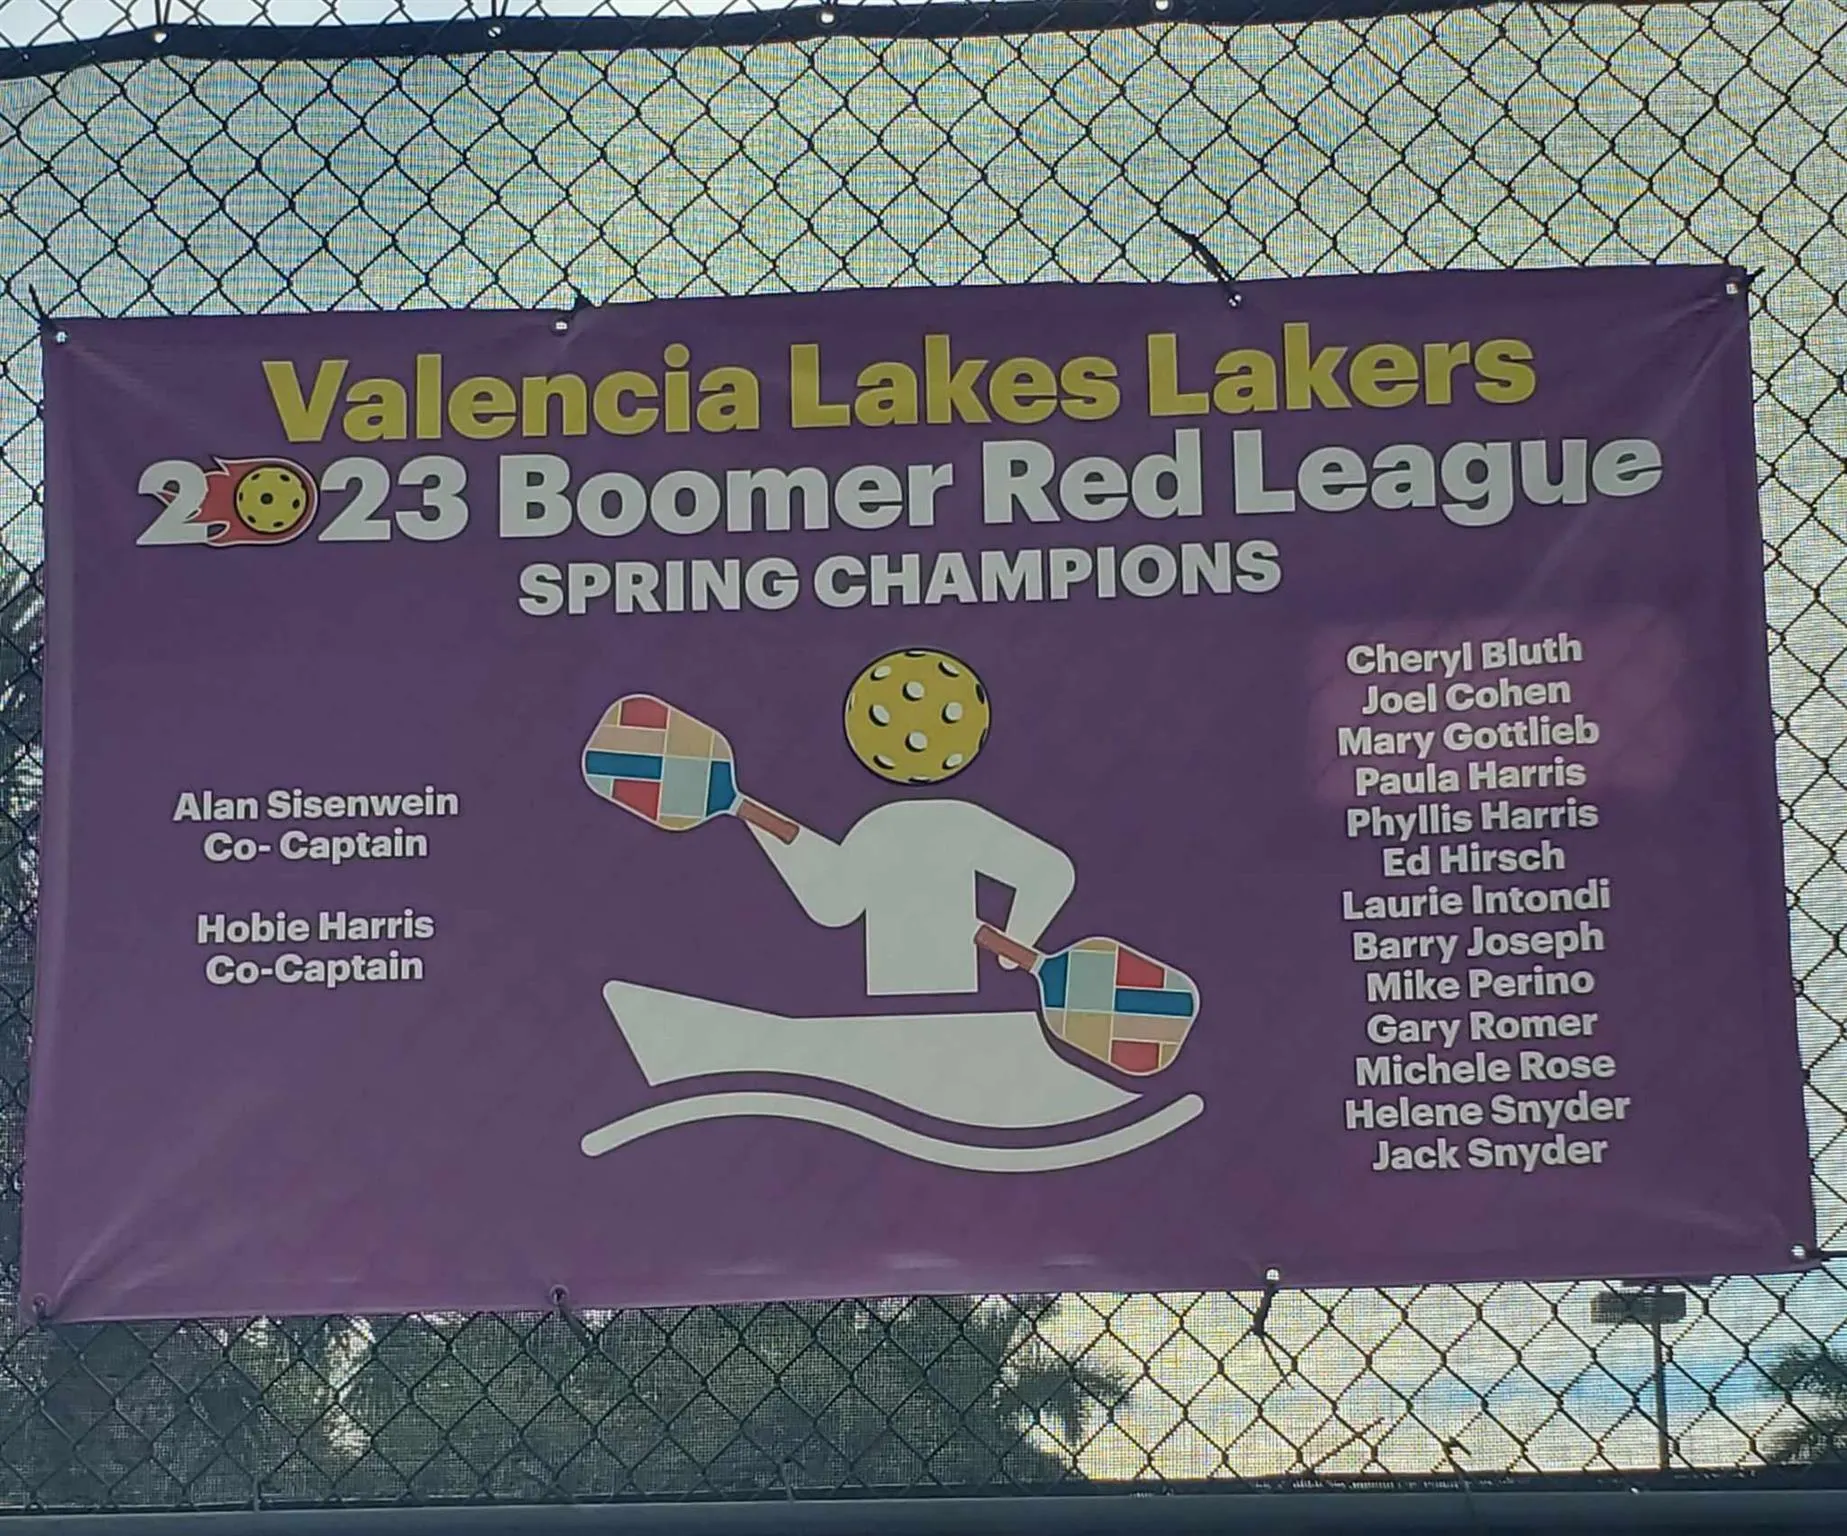 Valencia Lakes Lakers
2023 Boomer Red League
SPRING CHAMPIONS
Alan Sisenwein
Co- Captain
Hobie Harris
Co-Captain
Cheryl Bluth
Joel Cohen
Mary Gottlieb
Paula Harris
Phyllis Harris
Ed Hirsch
Laurie Intondi
Barry Joseph
Mike Perino
Gary Romer
Michele Rose
Helene Snyder
Jack Snyder